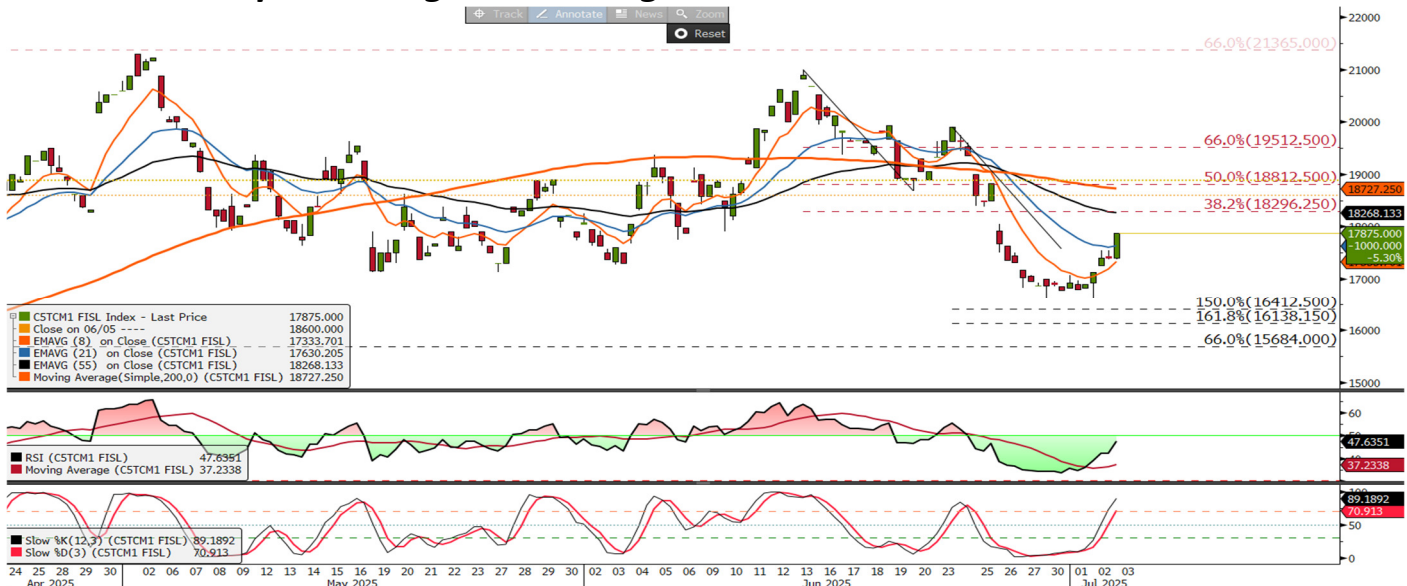 Track Annotate News Zoom
Reset
22000
66.0%(21365.000)
21000
20000
66.0%(19512.500)
19000
50.0%(18812.500)
18727.250
38.2%(18296.250)
18268.133
17875.000
-1000.000
-5.30%
17000
150.0%(16412.500)
161.8%(16138.150)
16000
66.0%(15684.000)
15000
C5TCM1 FISL Index - Last Price 17875.000
Close on 06/05 ---- 18600.000
EMAVG (8) on Close (C5TCM1 FISL) 17333.701
EMAVG (21) on Close (C5TCM1 FISL) 17630.205
EMAVG (55) on Close (C5TCM1 FISL) 18268.133
Moving Average(Simple,200,0) (C5TCM1 FISL) 18727.250
60
47.6351
37.2338
RSI (C5TCM1 FISL) 47.6351
Moving Average (C5TCM1 FISL) 37.2338
89.1892
70.913
50
0
Slow %K(12,3) (C5TCM1 FISL) 89.1892
Slow %D(3) (C5TCM1 FISL) 70.913
24 25 28 29 30 02 06 07 08 09 12 13 14 15 16 19 20 21 22 23 27 28 29 30 02 03 04 05 06 09 10 11 12 13 16 17 18 19 20 23 25 26 27 30 01 02 03
Apr 2025 May 2025 Jun 2025 Jul 2025